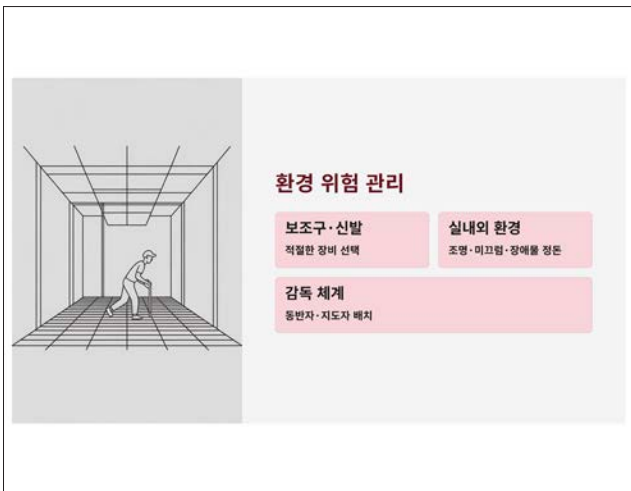 환경 위험 관리
보조구·신발
적절한 장비 선택
실내외 환경
조명·미끄럼·장애물 정돈
감독 체계
동반자·지도자 배치